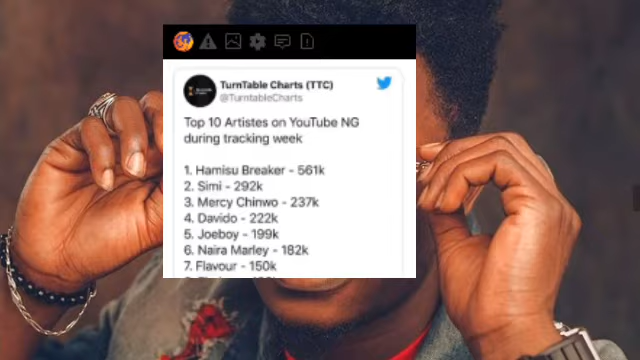 TurnTable Charts (TTC)
@TurntableCharts
Top 10 Artistes on YouTube NG
during tracking week
1. Hamisu Breaker - 561k
2. Simi - 292k
3. Mercy Chinwo - 237k
4. Davido - 222k
5. Joeboy - 199k
6. Naira Marley - 182k
7. Flavour - 150k